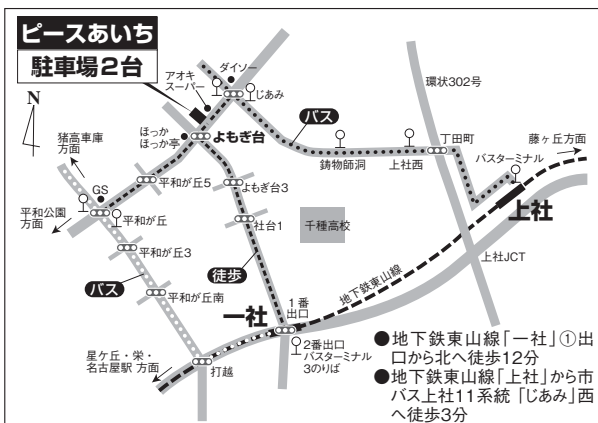 ピースあいち
駐車場2台
アオキ
スーパー
ダイソー
じあみ
環状302号
N
猪高車庫
方面
ほっか
ほっか亭
よもぎ台
バス
丁田町
藤ヶ丘方面
鋳物師洞
上社西
バスターミナル
上社
GS
平和が丘5
よもぎ台3
平和公園
方面
平和が丘
社台1
千種高校
平和が丘3
徒歩
上社JCT
バス
地下鉄東山線
平和が丘南
一社
1番
出口
星ケ丘・栄・
名古屋駅 方面
打越
2番出口
バスターミナル
3のりば
●地下鉄東山線「一社」①出
口から北へ徒歩12分
●地下鉄東山線「上社」から市
バス上社11系統 「じあみ」西
へ徒歩3分